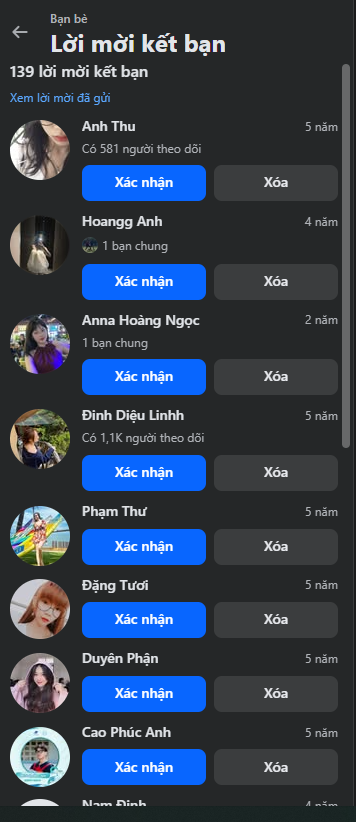 Bạn bè
Lời mời kết bạn
139 lời mời kết bạn
Xem lời mời đã gửi
Anh Thu 5 năm
Có 581 người theo dõi
Xác nhận Xóa
Hoangg Anh 4 năm
1 bạn chung
Xác nhận Xóa
Anna Hoàng Ngọc 2 năm
1 bạn chung
Xác nhận Xóa
Đinh Diệu Linhh 5 năm
Có 1,1K người theo dõi
Xác nhận Xóa
Phạm Thư 5 năm
Xác nhận Xóa
Đặng Tươi 5 năm
Xác nhận Xóa
Duyên Phận 5 năm
Xác nhận Xóa
Cao Phúc Anh 5 năm
Xác nhận Xóa
4 năm